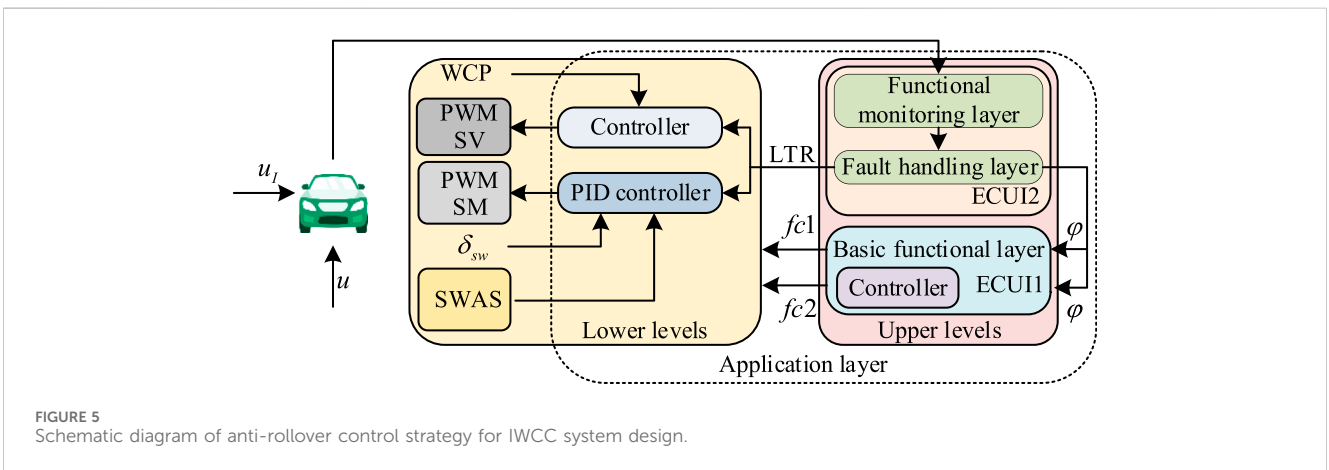 WCP
PWM
SV
Controller
PWM
SM
PID controller
δsw
SWAS
Lower levels
LTR
fc1
fc2
Functional
monitoring layer
Fault handling layer
ECUI2
Basic functional layer
Controller
ECUI1
Upper levels
φ
φ
Application layer
uI
u
FIGURE 5
Schematic diagram of anti-rollover control strategy for IWCC system design.